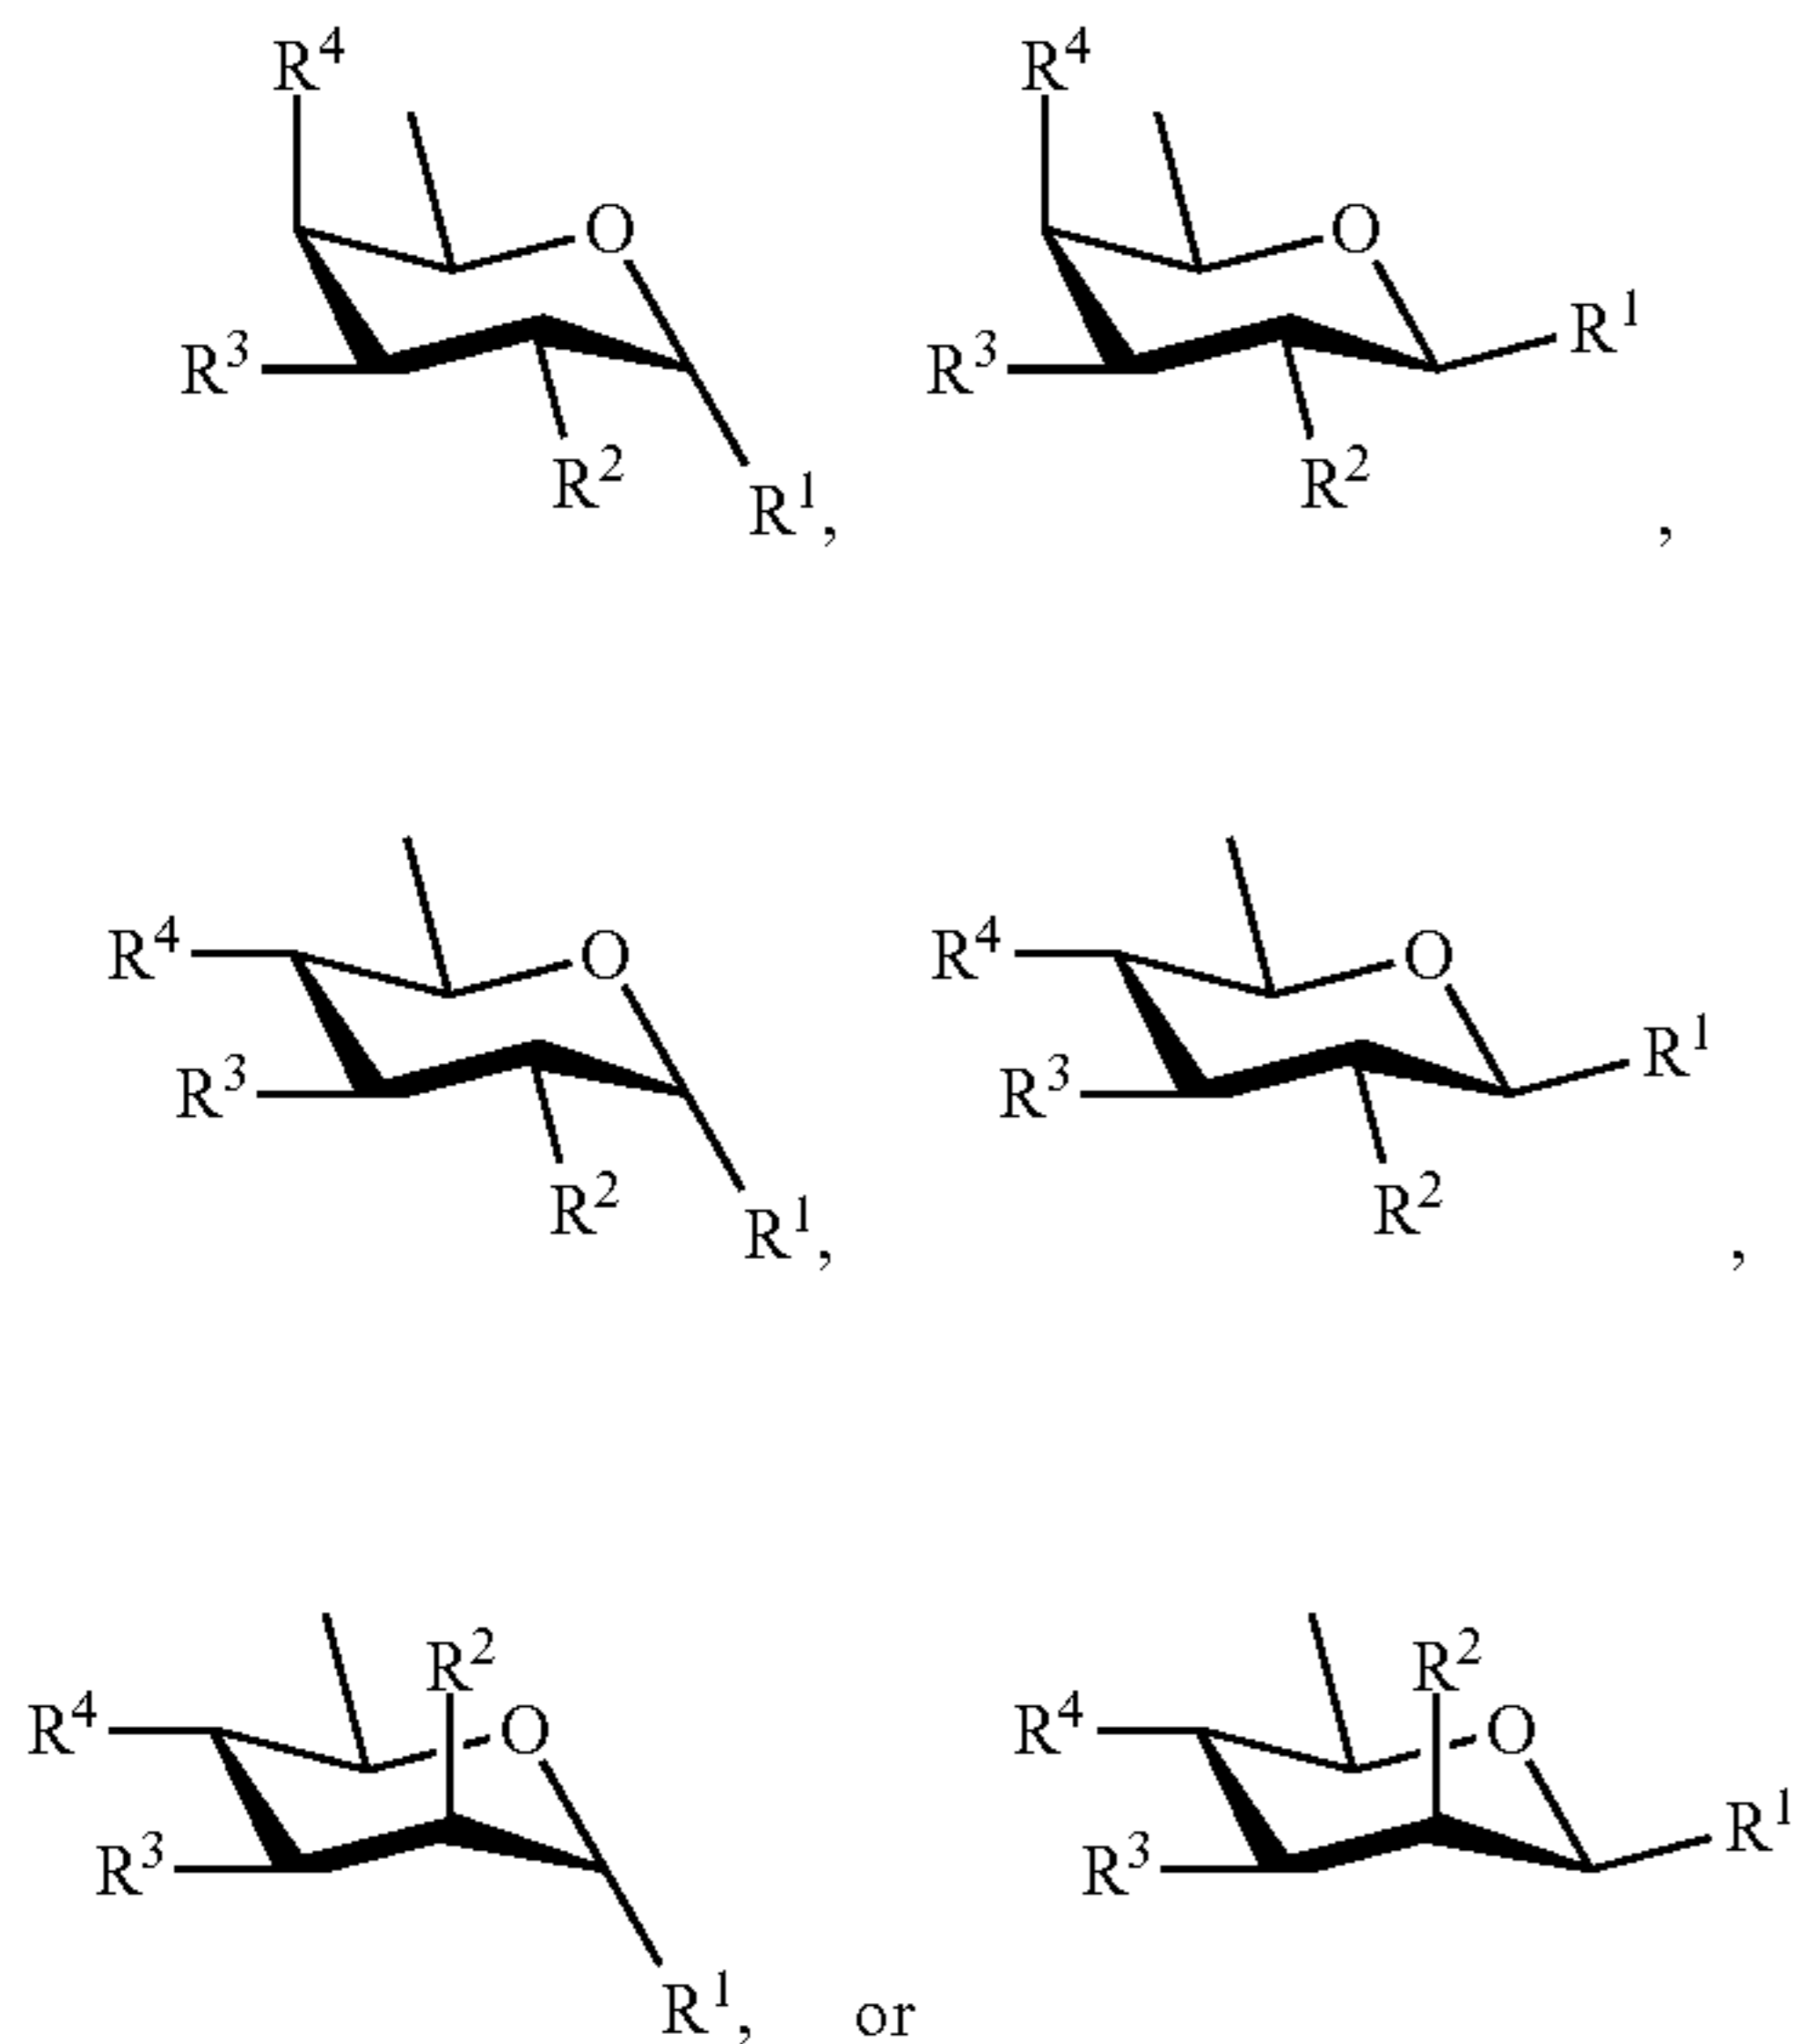 R⁴ R⁴
O O
R¹
R³ R³
R² R²
R¹, ,
R⁴ O R⁴ O
R¹
R³ R³
R² R²
R¹, ,
R² R²
R⁴ O R⁴ O
R¹
R³ R³
R¹, or